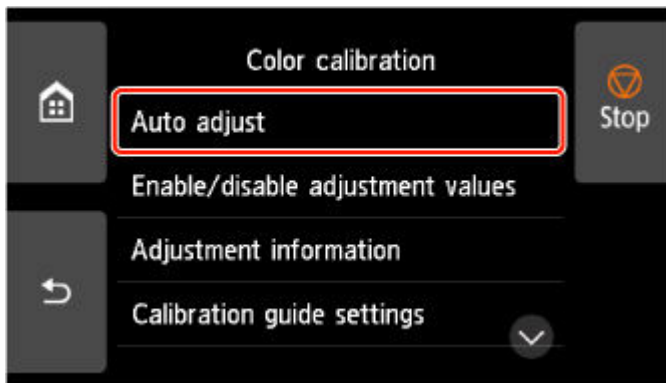 Color calibration
Auto adjust
Stop
Enable/disable adjustment values
Adjustment information
Calibration guide settings